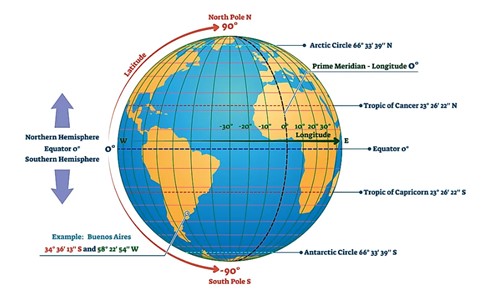 North Pole N
90°
Latitude
Arctic Circle 66° 33' 39" N
Prime Meridian - Longitude 0°
Tropic of Cancer 23° 26' 22" N
-30° -20° -10° 0° 10° 20° 30°
Longitude
Northern Hemisphere
Equator 0°
Southern Hemisphere
0°
W
E
Equator 0°
Tropic of Capricorn 23° 26' 22" S
Example: Buenos Aires
34° 36' 13" S and 58° 22' 54" W
Antarctic Circle 66° 33' 39" S
-90°
South Pole S